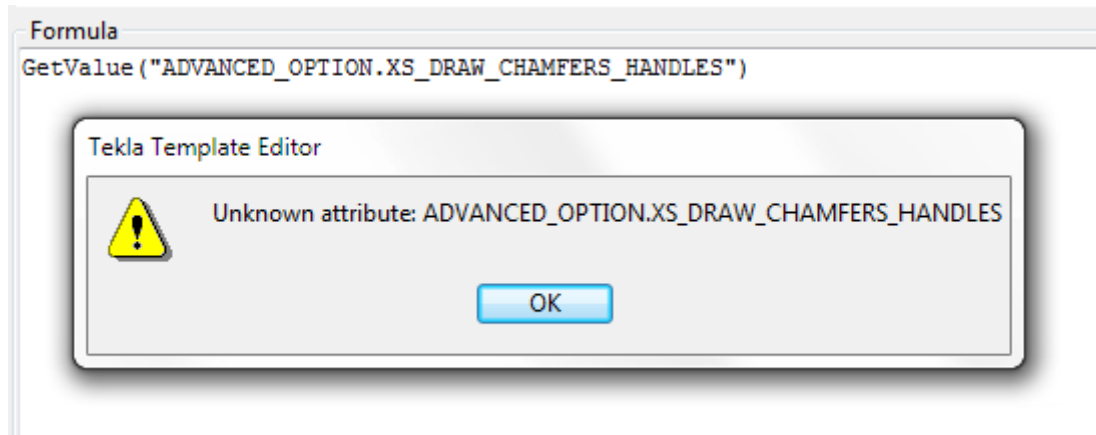 Formula
GetValue("ADVANCED_OPTION.XS_DRAW_CHAMFERS_HANDLES")
Tekla Template Editor
Unknown attribute: ADVANCED_OPTION.XS_DRAW_CHAMFERS_HANDLES
OK